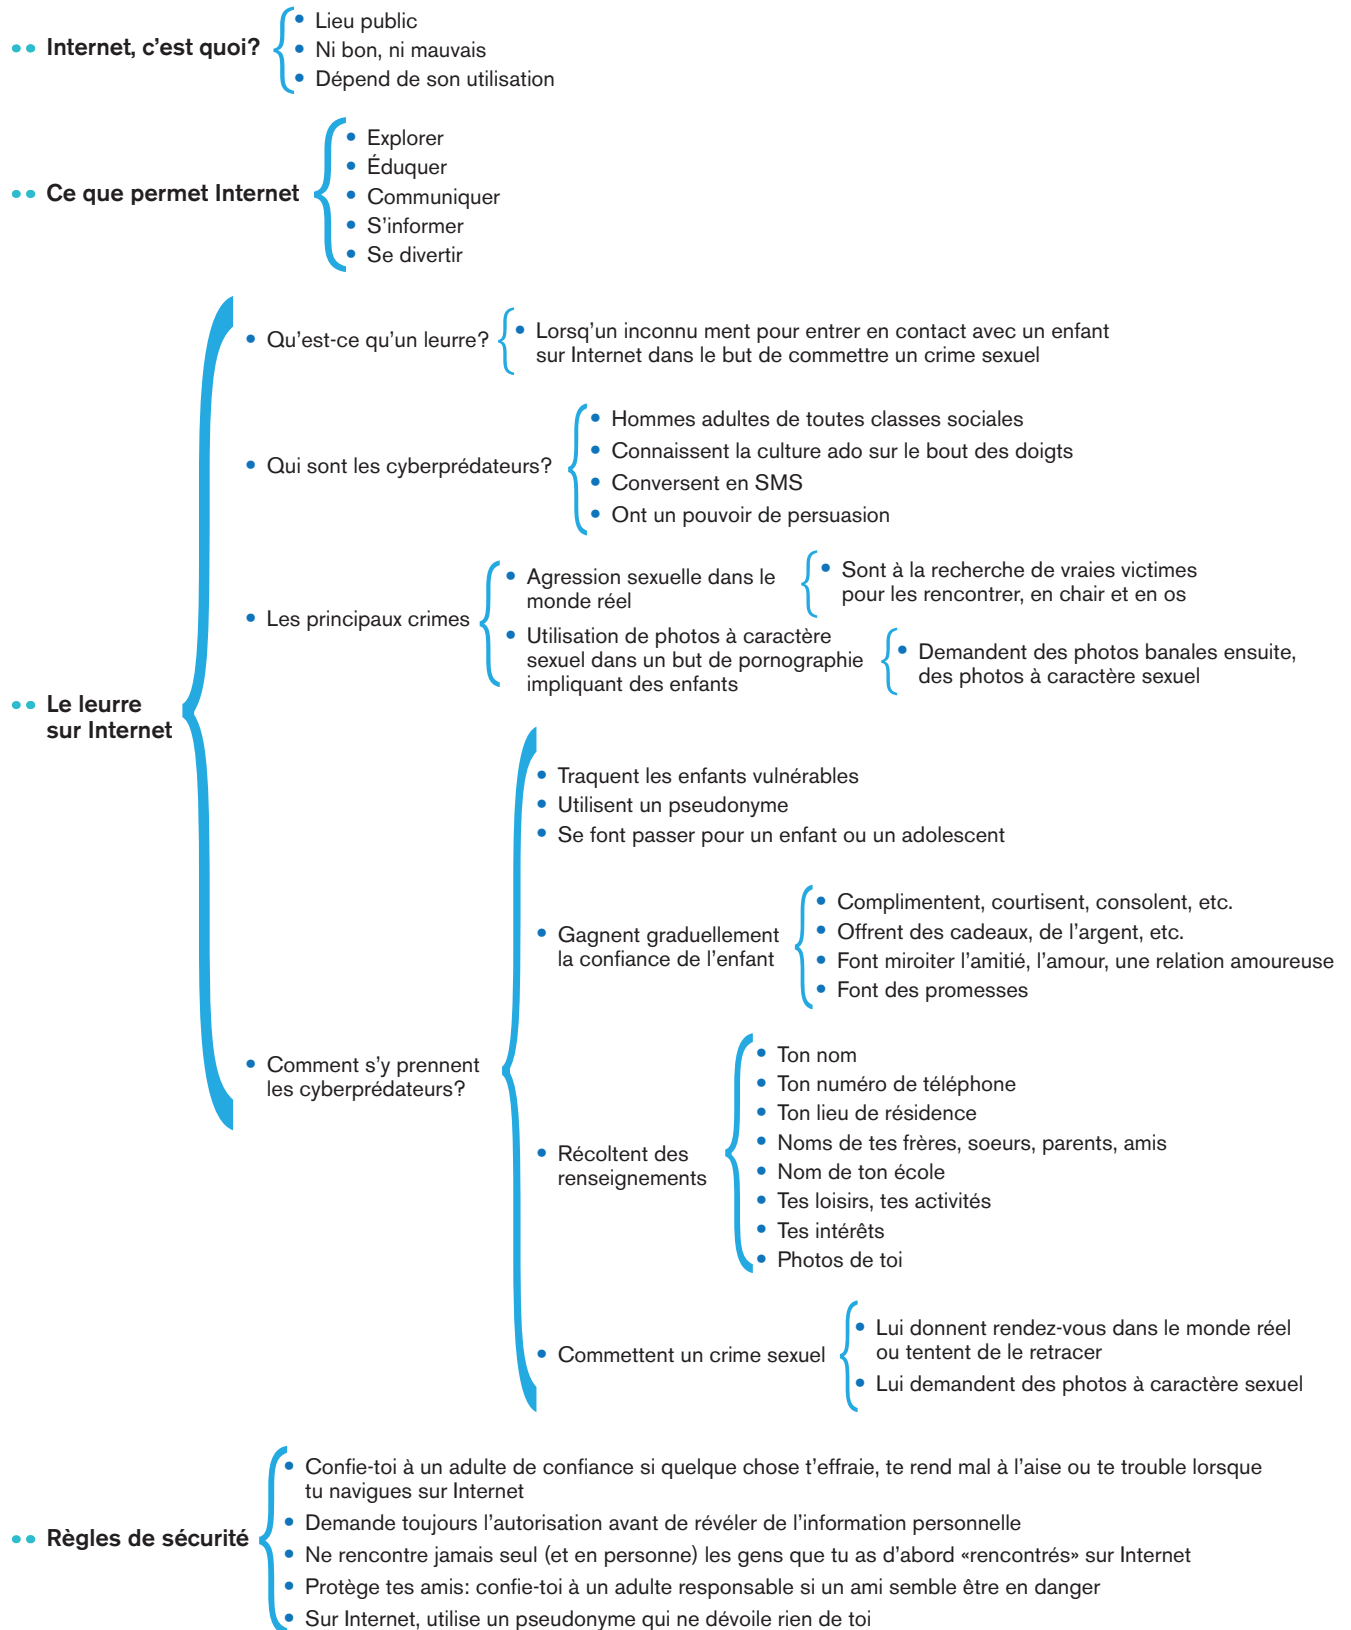 Internet, c'est quoi?
• Lieu public
• Ni bon, ni mauvais
• Dépend de son utilisation
Ce que permet Internet
• Explorer
• Éduquer
• Communiquer
• S'informer
• Se divertir
Le leurre
sur Internet
• Qu'est-ce qu'un leurre?
• Lorsq'un inconnu ment pour entrer en contact avec un enfant
sur Internet dans le but de commettre un crime sexuel
• Qui sont les cyberprédateurs?
• Hommes adultes de toutes classes sociales
• Connaissent la culture ado sur le bout des doigts
• Conversent en SMS
• Ont un pouvoir de persuasion
• Les principaux crimes
• Agression sexuelle dans le
monde réel
• Sont à la recherche de vraies victimes
pour les rencontrer, en chair et en os
• Utilisation de photos à caractère
sexuel dans un but de pornographie
impliquant des enfants
• Demandent des photos banales ensuite,
des photos à caractère sexuel
• Comment s'y prennent
les cyberprédateurs?
• Traquent les enfants vulnérables
• Utilisent un pseudonyme
• Se font passer pour un enfant ou un adolescent
• Gagnent graduellement
la confiance de l'enfant
• Complimentent, courtisent, consolent, etc.
• Offrent des cadeaux, de l'argent, etc.
• Font miroiter l'amitié, l'amour, une relation amoureuse
• Font des promesses
• Récoltent des
renseignements
• Ton nom
• Ton numéro de téléphone
• Ton lieu de résidence
• Noms de tes frères, soeurs, parents, amis
• Nom de ton école
• Tes loisirs, tes activités
• Tes intérêts
• Photos de toi
• Commettent un crime sexuel
• Lui donnent rendez-vous dans le monde réel
ou tentent de le retracer
• Lui demandent des photos à caractère sexuel
Règles de sécurité
• Confie-toi à un adulte de confiance si quelque chose t'effraie, te rend mal à l'aise ou te trouble lorsque
tu navigues sur Internet
• Demande toujours l'autorisation avant de révéler de l'information personnelle
• Ne rencontre jamais seul (et en personne) les gens que tu as d'abord «rencontrés» sur Internet
• Protège tes amis: confie-toi à un adulte responsable si un ami semble être en danger
• Sur Internet, utilise un pseudonyme qui ne dévoile rien de toi